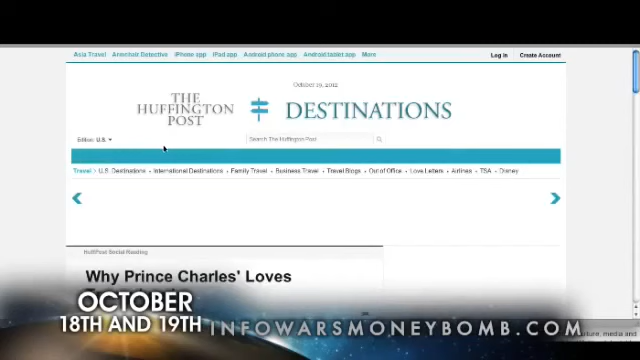 Asia Travel Armchair Detective iPhone app iPad app Android phone app Android tablet app More Log in Create Account
October 19, 2012
THE
HUFFINGTON
POST
DESTINATIONS
Edition: U.S. Search The Huffington Post
Travel U.S. Destinations • International Destinations • Family Travel • Business Travel • Travel Blogs • Out of Office • Love Letters • Airlines • TSA • Disney
HuffPost Social Reading
Why Prince Charles' Loves
OCTOBER
18TH AND 19TH INFOWARSMONEYBOMB.COM
media and